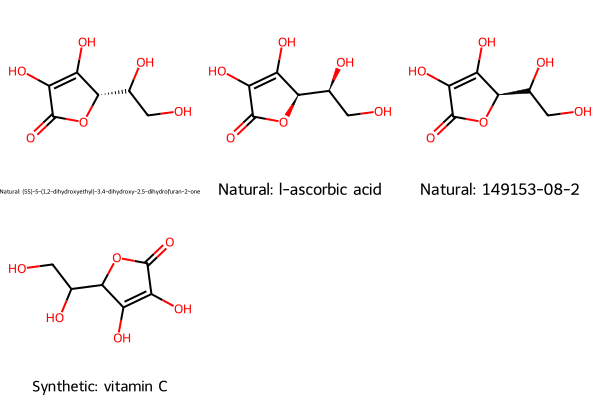 OH
OH
HO
OH
O
O
OH
OH
HO
OH
O
O
OH
OH
HO
OH
O
O
Natural: (5S)-5-(1,2-dihydroxyethyl)-3,4-dihydroxy-2,5-dihydrofuran-2-one
Natural: l-ascorbic acid
Natural: 149153-08-2
O
O
HO
OH
HO
OH
Synthetic: vitamin C